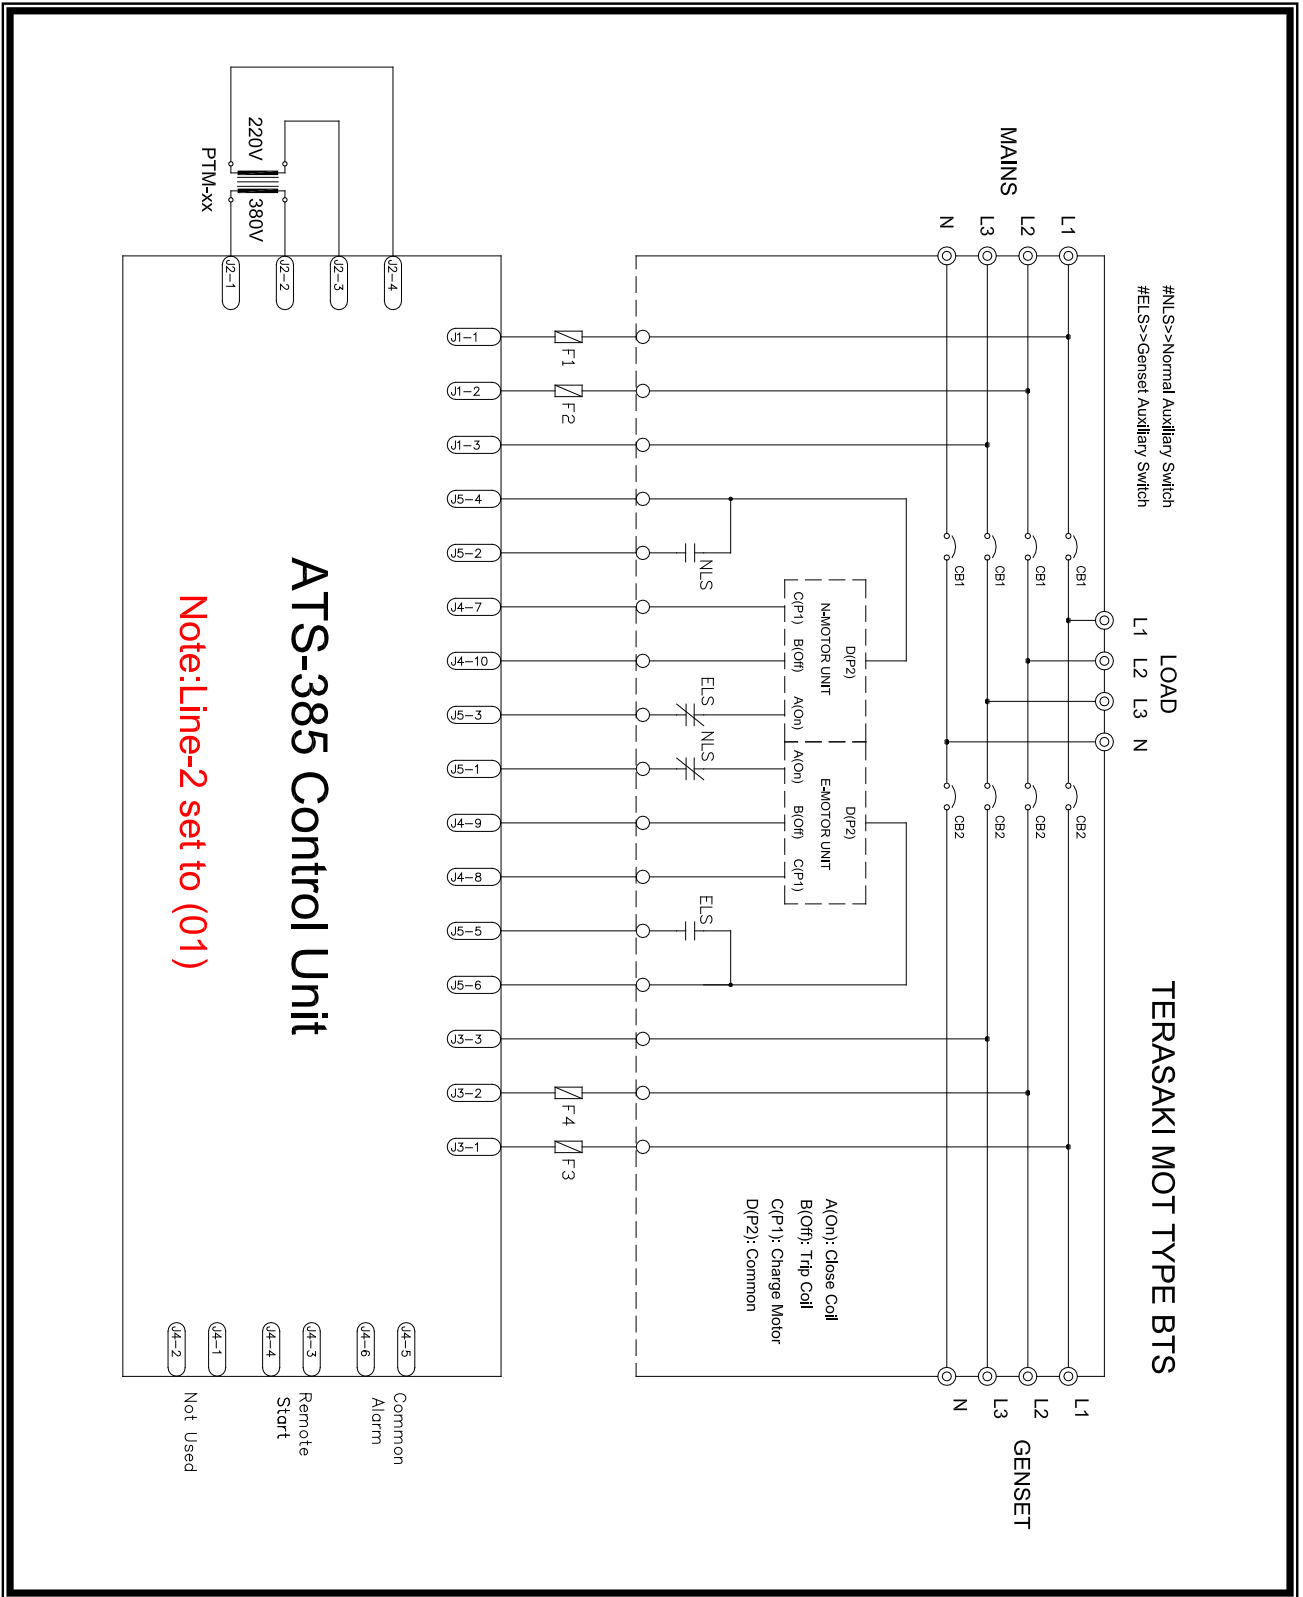 TERASAKI MOT TYPE BTS
#NLS>>Normal Auxiliary Switch
#ELS>>Genset Auxiliary Switch
LOAD
L1
L2
L3
N
MAINS
L1
L2
L3
N
GENSET
L1
L2
L3
N
CB1
CB1
CB1
CB1
CB2
CB2
CB2
CB2
D(P2)
N-MOTOR UNIT
C(P1)
B(Off)
A(On)
D(P2)
E-MOTOR UNIT
A(On)
B(Off)
C(P1)
A(On): Close Coil
B(Off): Trip Coil
C(P1): Charge Motor
D(P2): Common
NLS
ELS
NLS
ELS
F1
F2
F4
F3
J1-1
J1-2
J1-3
J5-4
J5-2
J4-7
J4-10
J5-3
J5-1
J4-9
J4-8
J5-5
J5-6
J3-3
J3-2
J3-1
J2-4
J2-3
J2-2
J2-1
220V
380V
PTM-xx
ATS-385 Control Unit
Note:Line-2 set to (01)
J4-5
J4-6
Common
Alarm
J4-3
J4-4
Remote
Start
J4-1
J4-2
Not Used